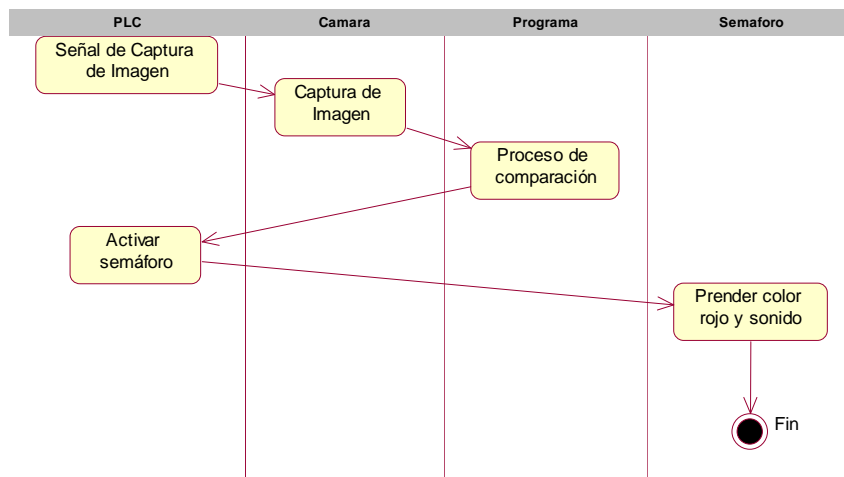 PLC
Camara
Programa
Semaforo
Señal de Captura
de Imagen
Captura de
Imagen
Proceso de
comparación
Activar
semáforo
Prender color
rojo y sonido
Fin